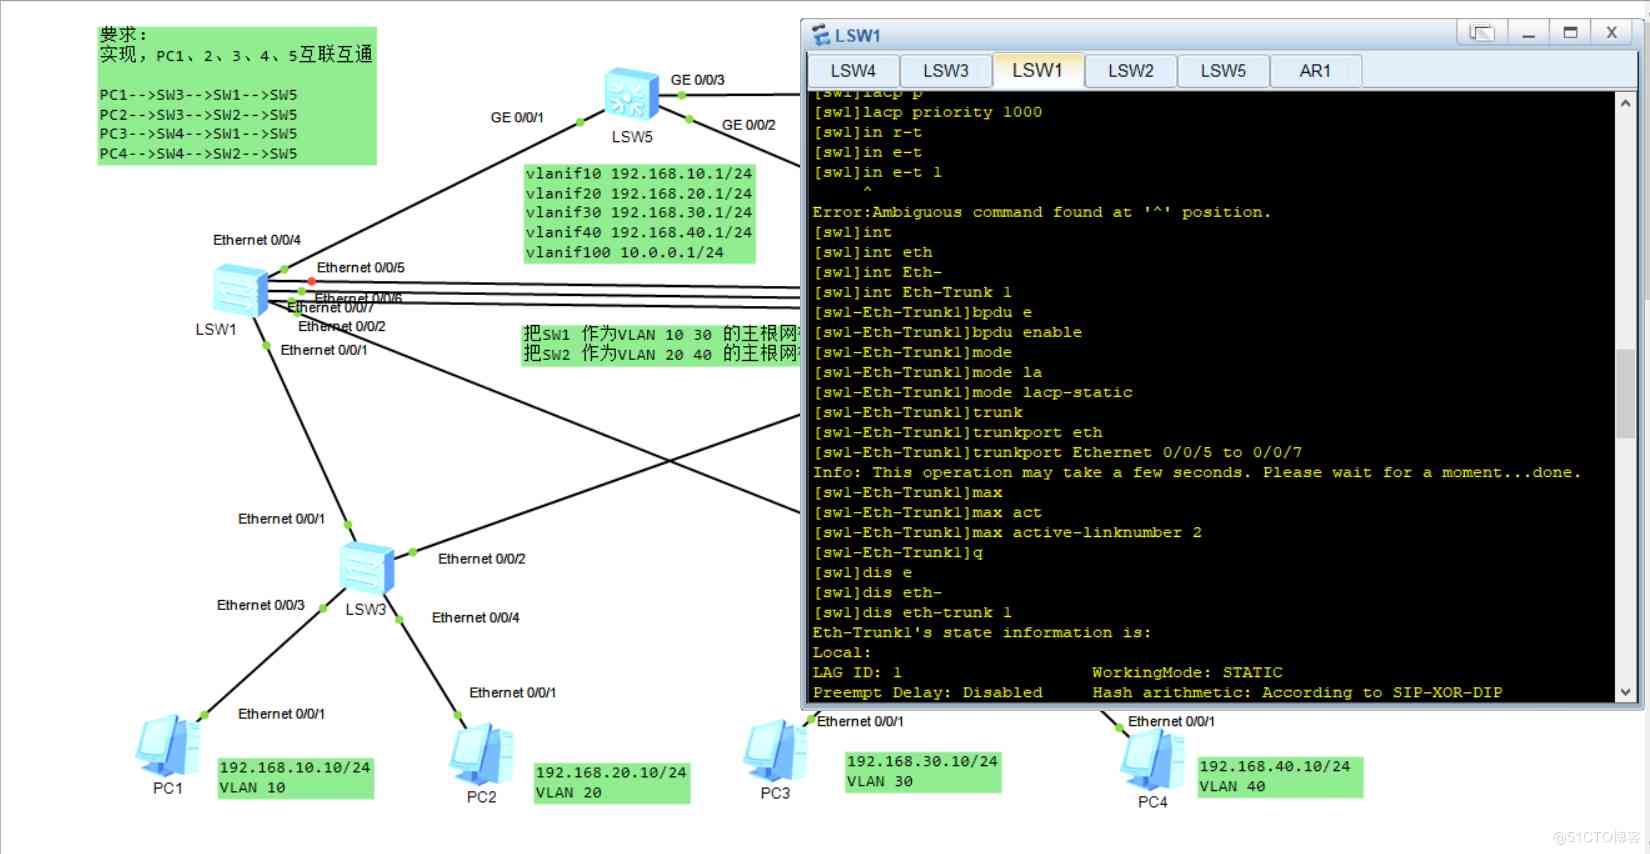 要求：
实现，PC1、2、3、4、5互联互通
PC1-->SW3-->SW1-->SW5
PC2-->SW3-->SW2-->SW5
PC3-->SW4-->SW1-->SW5
PC4-->SW4-->SW2-->SW5
GE 0/0/3
GE 0/0/1
GE 0/0/2
LSW5
vlanif10 192.168.10.1/24
vlanif20 192.168.20.1/24
vlanif30 192.168.30.1/24
vlanif40 192.168.40.1/24
vlanif100 10.0.0.1/24
Ethernet 0/0/4
Ethernet 0/0/5
Ethernet 0/0/6
Ethernet 0/0/7
Ethernet 0/0/2
LSW1
Ethernet 0/0/1
把SW1 作为VLAN 10 30 的主根网
把SW2 作为VLAN 20 40 的主根网
Ethernet 0/0/1
Ethernet 0/0/2
LSW3
Ethernet 0/0/3
Ethernet 0/0/4
Ethernet 0/0/1
Ethernet 0/0/1
PC1
192.168.10.10/24
VLAN 10
PC2
192.168.20.10/24
VLAN 20
Ethernet 0/0/1
PC3
192.168.30.10/24
VLAN 30
Ethernet 0/0/1
PC4
192.168.40.10/24
VLAN 40
LSW1
LSW4 LSW3 LSW1 LSW2 LSW5 AR1
[sw1]lacp p
[sw1]lacp priority 1000
[sw1]in r-t
[sw1]in e-t
[sw1]in e-t 1
^
Error:Ambiguous command found at '^' position.
[sw1]int
[sw1]int eth
[sw1]int Eth-
[sw1]int Eth-Trunk 1
[sw1-Eth-Trunk1]bpdu e
[sw1-Eth-Trunk1]bpdu enable
[sw1-Eth-Trunk1]mode
[sw1-Eth-Trunk1]mode la
[sw1-Eth-Trunk1]mode lacp-static
[sw1-Eth-Trunk1]trunk
[sw1-Eth-Trunk1]trunkport eth
[sw1-Eth-Trunk1]trunkport Ethernet 0/0/5 to 0/0/7
Info: This operation may take a few seconds. Please wait for a moment...done.
[sw1-Eth-Trunk1]max
[sw1-Eth-Trunk1]max act
[sw1-Eth-Trunk1]max active-linknumber 2
[sw1-Eth-Trunk1]q
[sw1]dis e
[sw1]dis eth-
[sw1]dis eth-trunk 1
Eth-Trunk1's state information is:
Local:
LAG ID: 1 WorkingMode: STATIC
Preempt Delay: Disabled Hash arithmetic: According to SIP-XOR-DIP
@51CTO博客